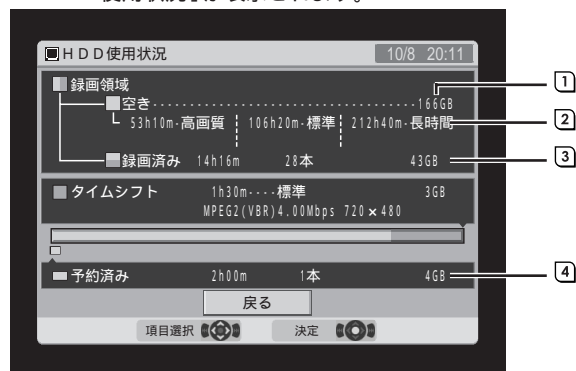 使用状況」が表示されます。
HDD使用状況 10/8 20:11
録画領域
空き 166GB 1
53h10m-高画質 106h20m-標準 212h40m-長時間 2
録画済み 14h16m 28本 43GB 3
タイムシフト 1h30m----標準 3GB
MPEG2(VBR)4.00Mbps 720×480
予約済み 2h00m 1本 4GB 4
戻る
項目選択 決定